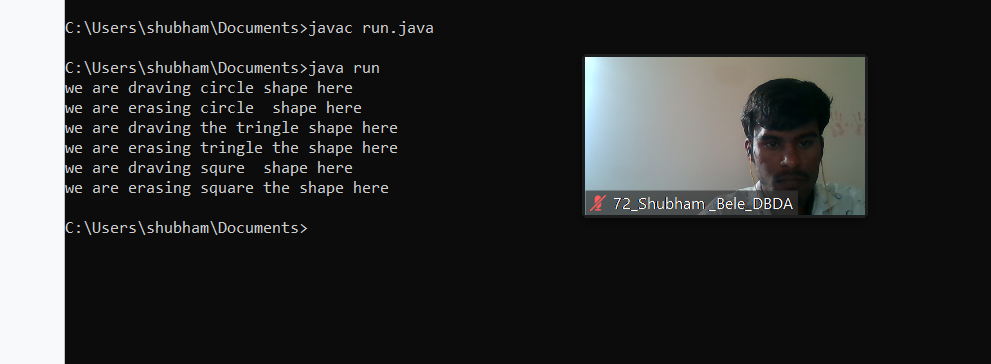 C:\Users\shubham\Documents>javac run.java
C:\Users\shubham\Documents>java run
we are draving circle shape here
we are erasing circle  shape here
we are draving the tringle shape here
we are erasing tringle the shape here
we are draving squre  shape here
we are erasing square the shape here
C:\Users\shubham\Documents>
72_Shubham _Bele_DBDA